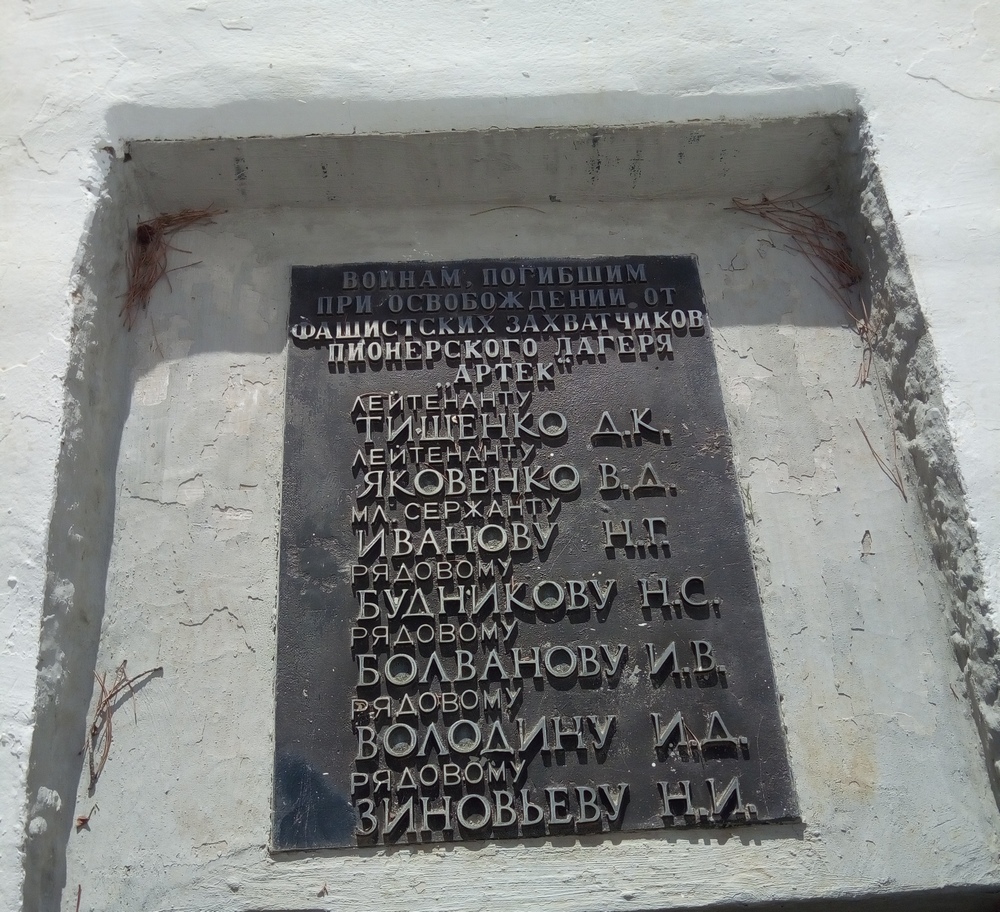 ВОИНАМ, ПОГИБШИМ
ПРИ ОСВОБОЖДЕНИИ ОТ
ФАШИСТСКИХ ЗАХВАТЧИКОВ
ПИОНЕРСКОГО ЛАГЕРЯ
„АРТЕК"
ЛЕЙТЕНАНТУ
ТИШЕНКО Д.К.
ЛЕЙТЕНАНТУ
ЯКОВЕНКО В.Д.
МЛ. СЕРЖАНТУ
ИВАНОВУ Н.Г.
РЯДОВОМУ
БУДНИКОВУ Н.С.
РЯДОВОМУ
БОЛВАНОВУ И.В.
РЯДОВОМУ
ВОЛОДИНУ И.Д.
РЯДОВОМУ
ЗИНОВЬЕВУ Н.И.